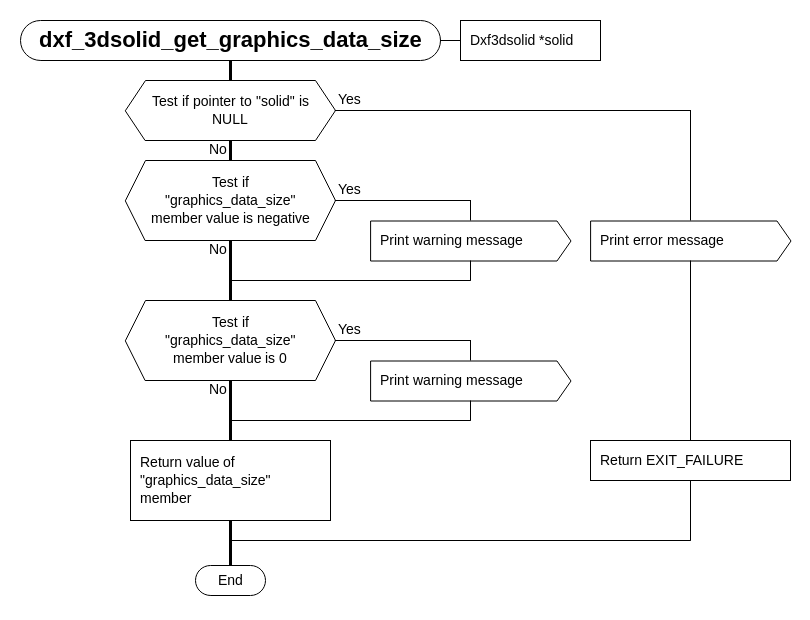 dxf_3dsolid_get_graphics_data_size
Dxf3dsolid *solid
Test if pointer to "solid" is
NULL
Yes
No
Test if
"graphics_data_size"
member value is negative
Yes
Print warning message
Print error message
No
Test if
"graphics_data_size"
member value is 0
Yes
Print warning message
No
Return value of
"graphics_data_size"
member
Return EXIT_FAILURE
End